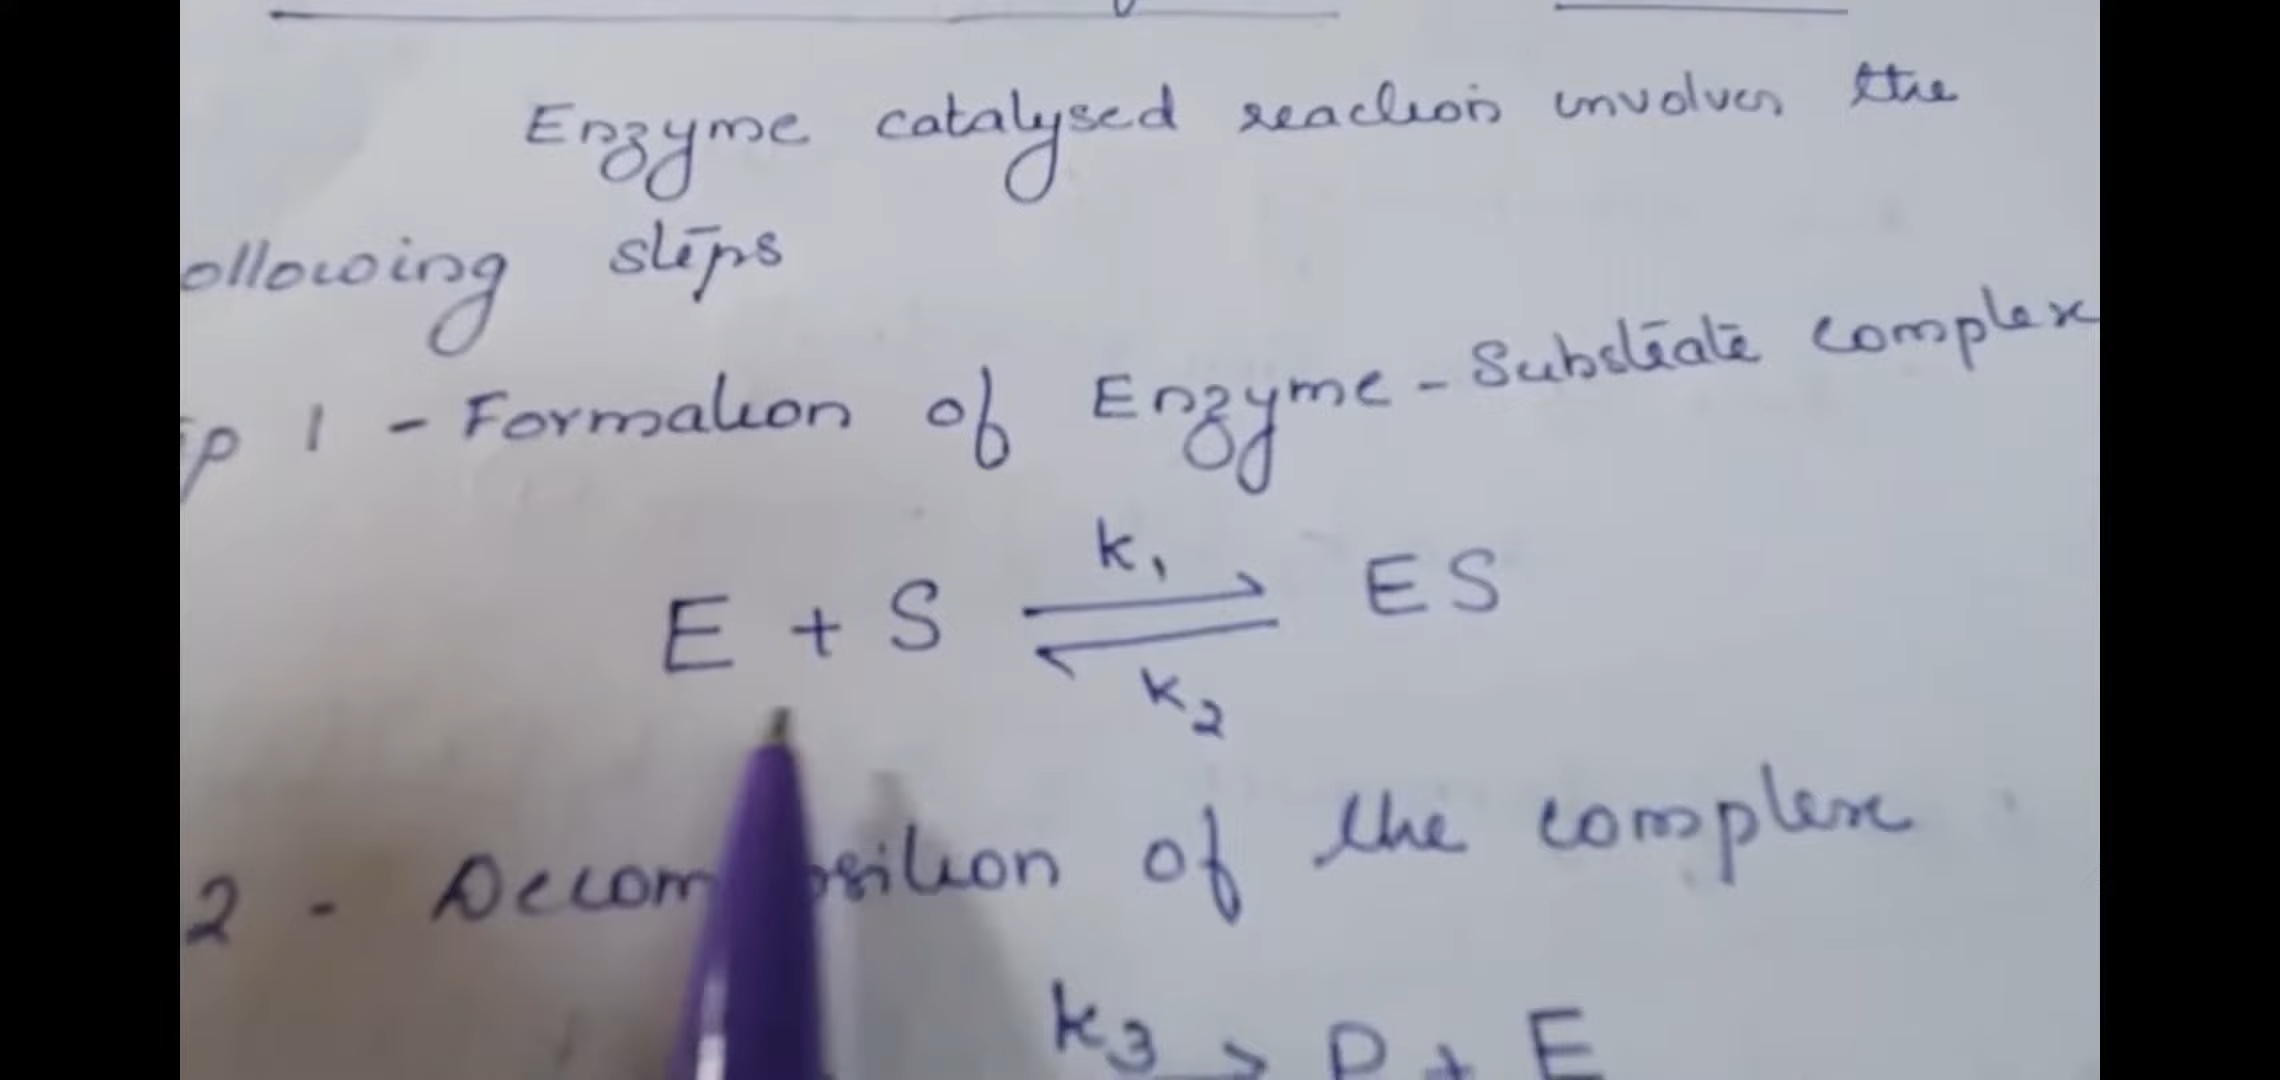 Enzyme catalysed reaction involves the
ollowing steps
p 1 - Formation of Enzyme - Substrate complex
k1
E + S ⇌ ES
k2
2 - Decom osition of the complex
k3
→ P + E